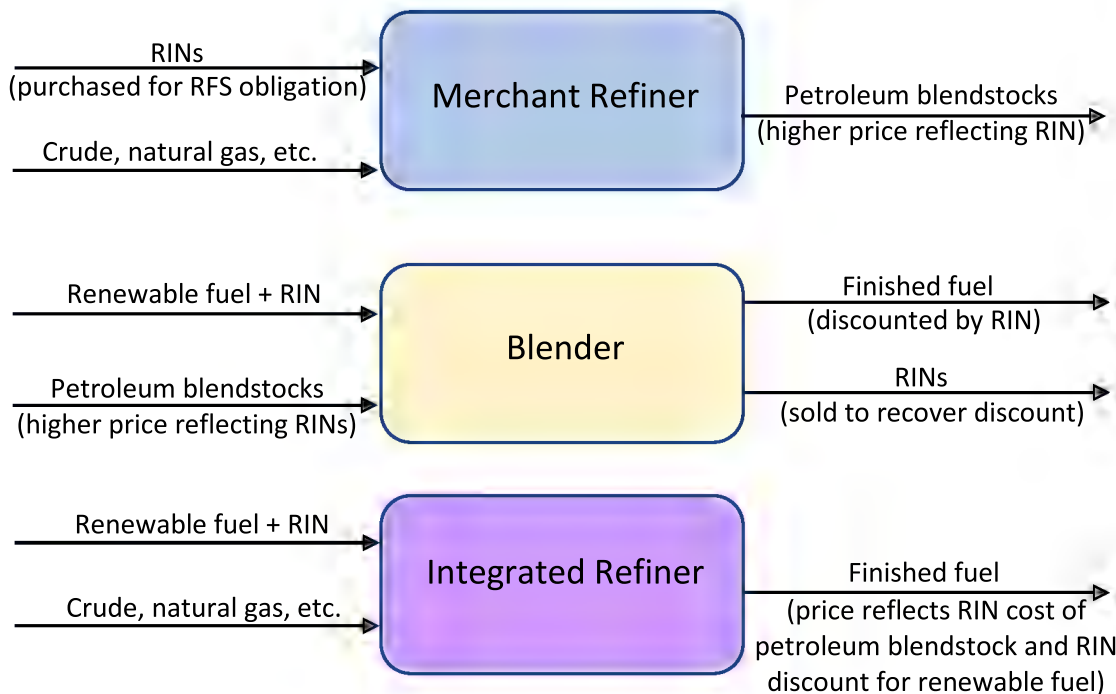 RINs
(purchased for RFS obligation)
Crude, natural gas, etc.
Merchant Refiner
Petroleum blendstocks
(higher price reflecting RIN)
Renewable fuel + RIN
Petroleum blendstocks
(higher price reflecting RINs)
Blender
Finished fuel
(discounted by RIN)
RINs
(sold to recover discount)
Renewable fuel + RIN
Crude, natural gas, etc.
Integrated Refiner
Finished fuel
(price reflects RIN cost of
petroleum blendstock and RIN
discount for renewable fuel)